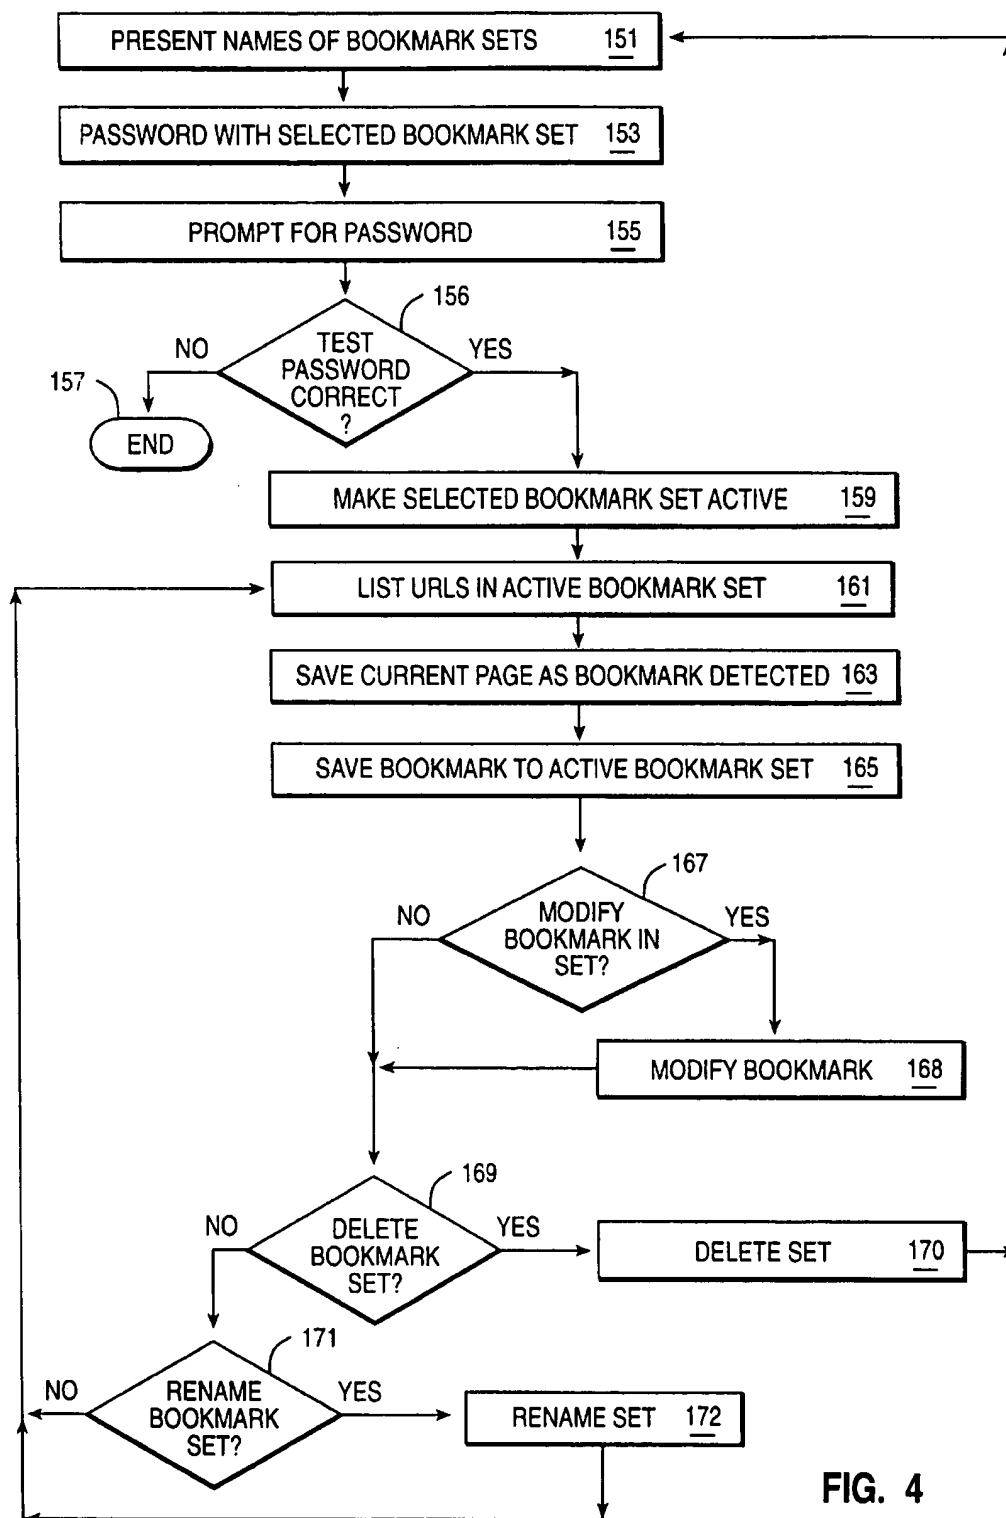 PRESENT NAMES OF BOOKMARK SETS 151
PASSWORD WITH SELECTED BOOKMARK SET 153
PROMPT FOR PASSWORD 155
156
NO
TEST
PASSWORD
CORRECT
?
YES
157
END
MAKE SELECTED BOOKMARK SET ACTIVE 159
LIST URLS IN ACTIVE BOOKMARK SET 161
SAVE CURRENT PAGE AS BOOKMARK DETECTED 163
SAVE BOOKMARK TO ACTIVE BOOKMARK SET 165
167
NO
MODIFY
BOOKMARK IN
SET?
YES
MODIFY BOOKMARK 168
169
NO
DELETE
BOOKMARK
SET?
YES
DELETE SET 170
171
NO
RENAME
BOOKMARK
SET?
YES
RENAME SET 172
FIG. 4